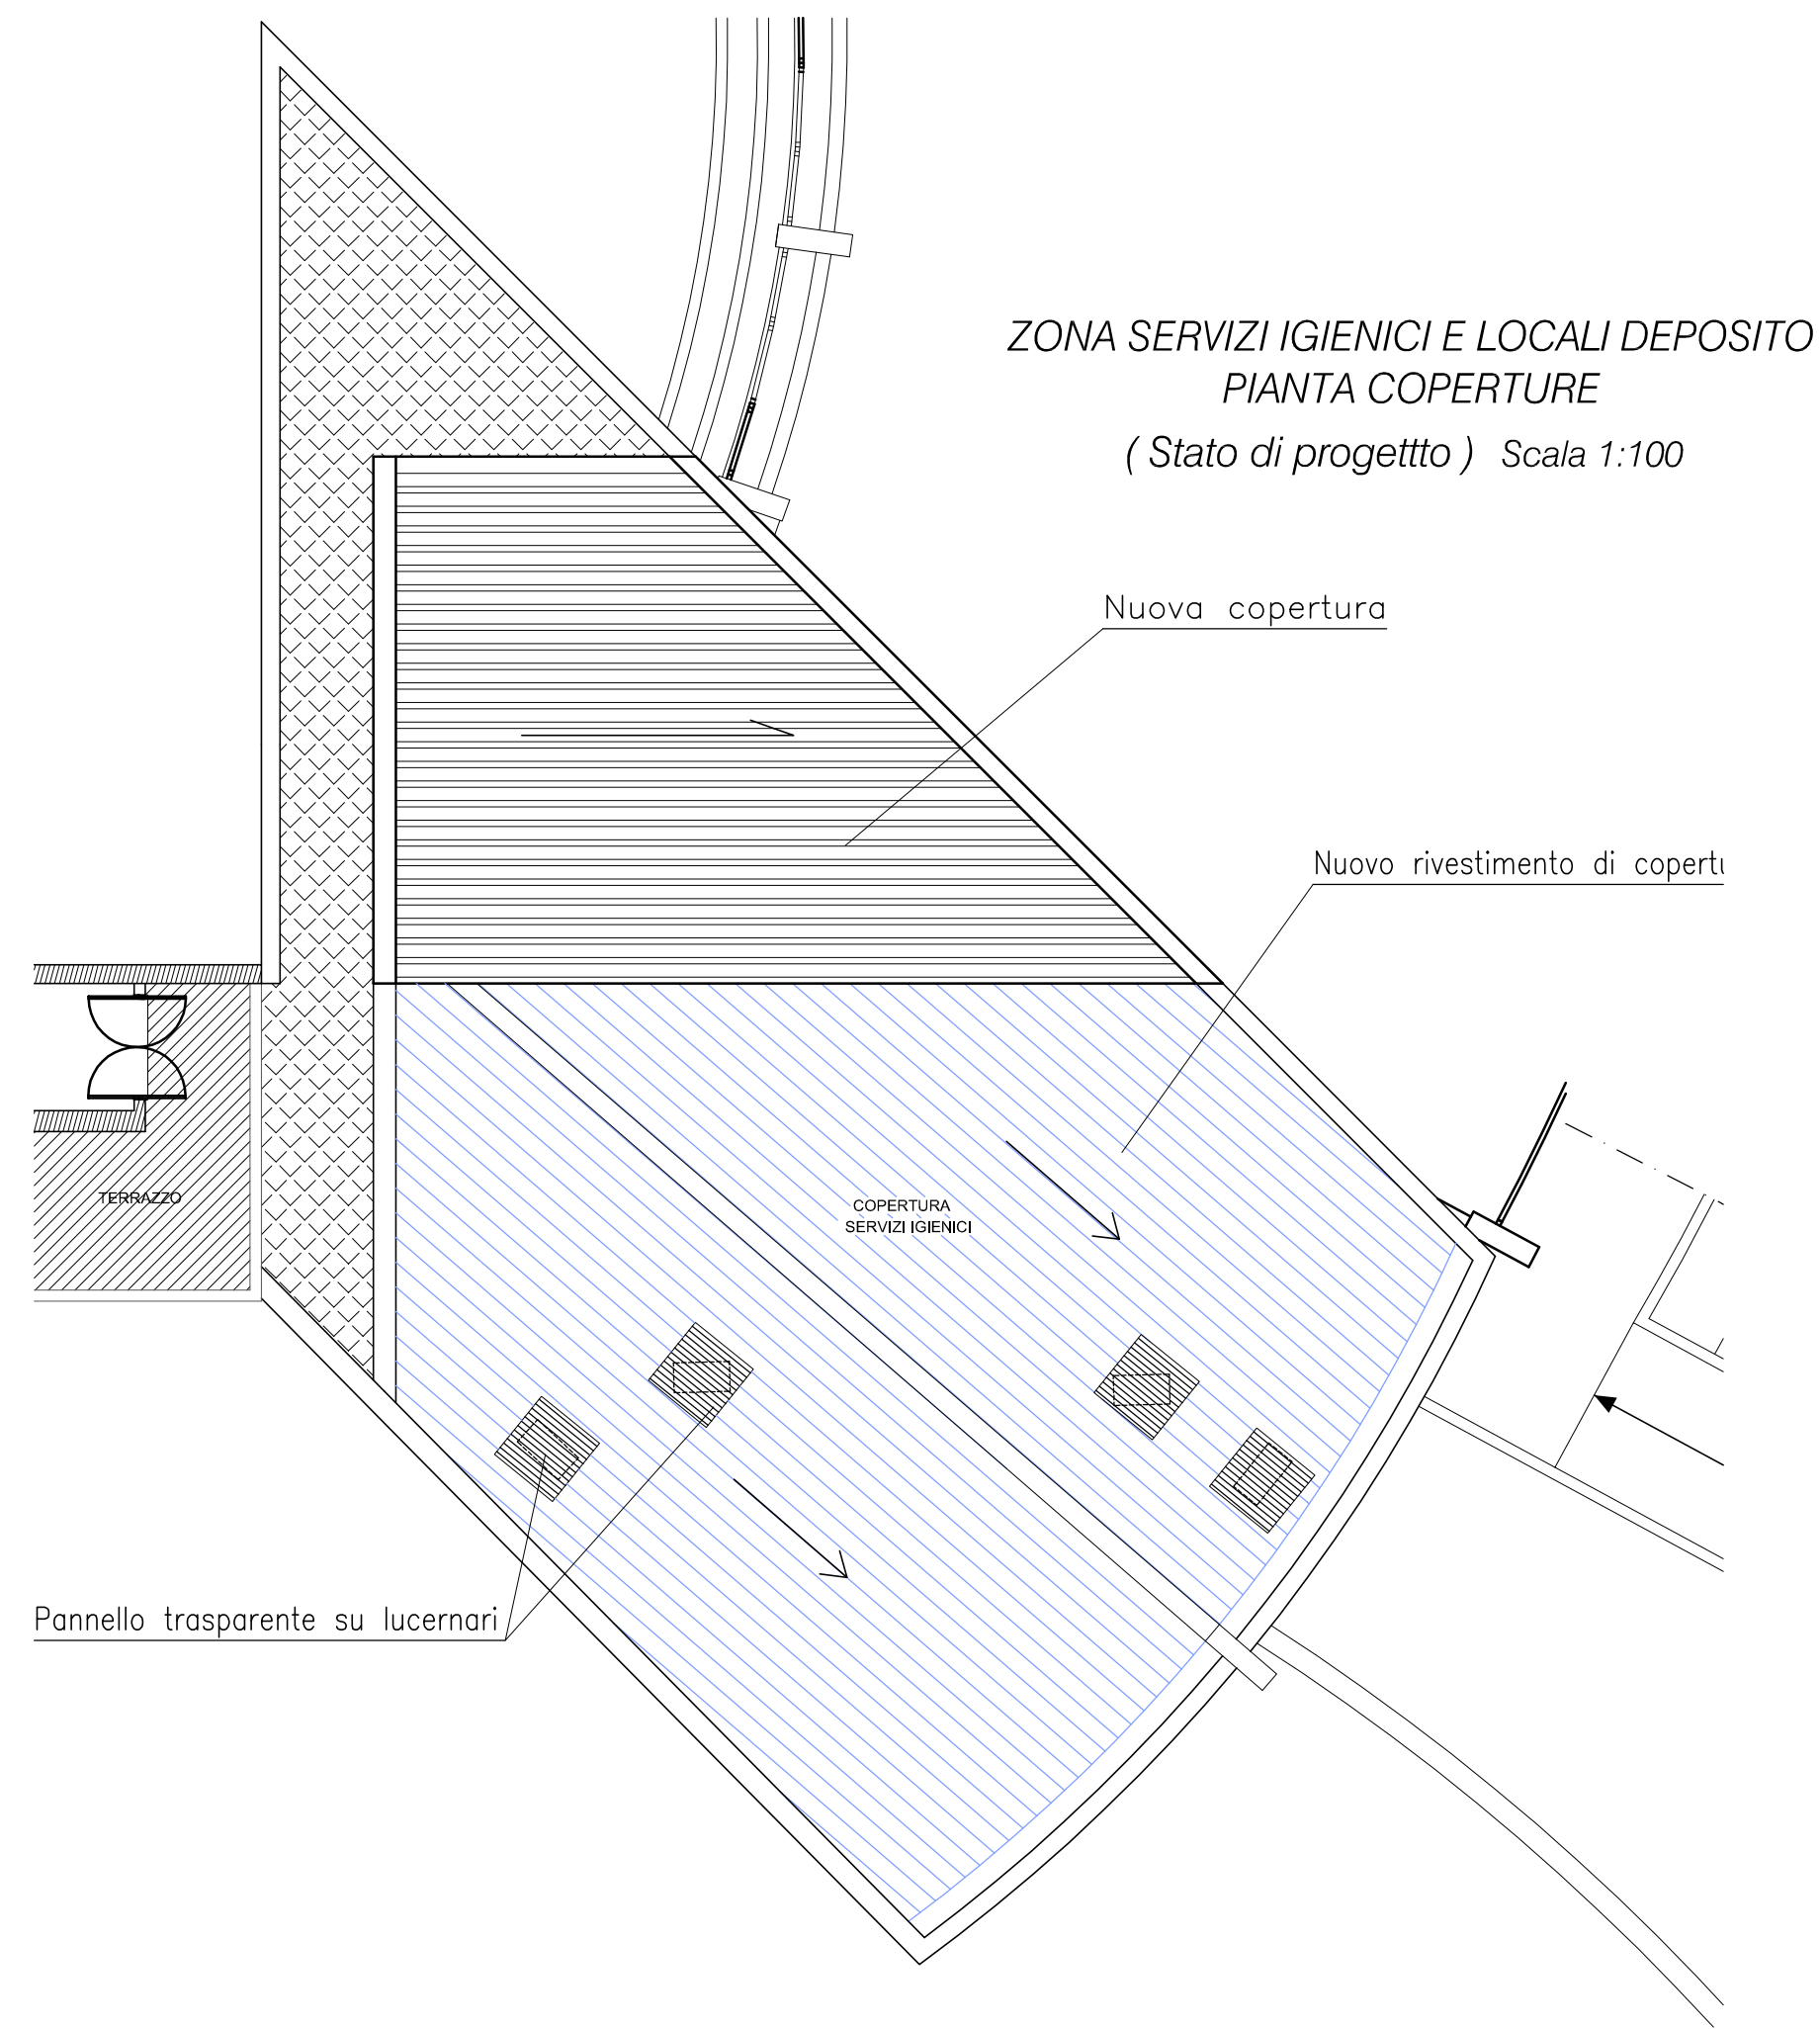 ZONA SERVIZI IGIENICI E LOCALI DEPOSITO
PIANTA COPERTURE
( Stato di progettto ) Scala 1:100
Nuova copertura
Nuovo rivestimento di
TERRAZZO
COPERTURA
SERVIZI IGIENICI
Pannello trasparente su lucernari